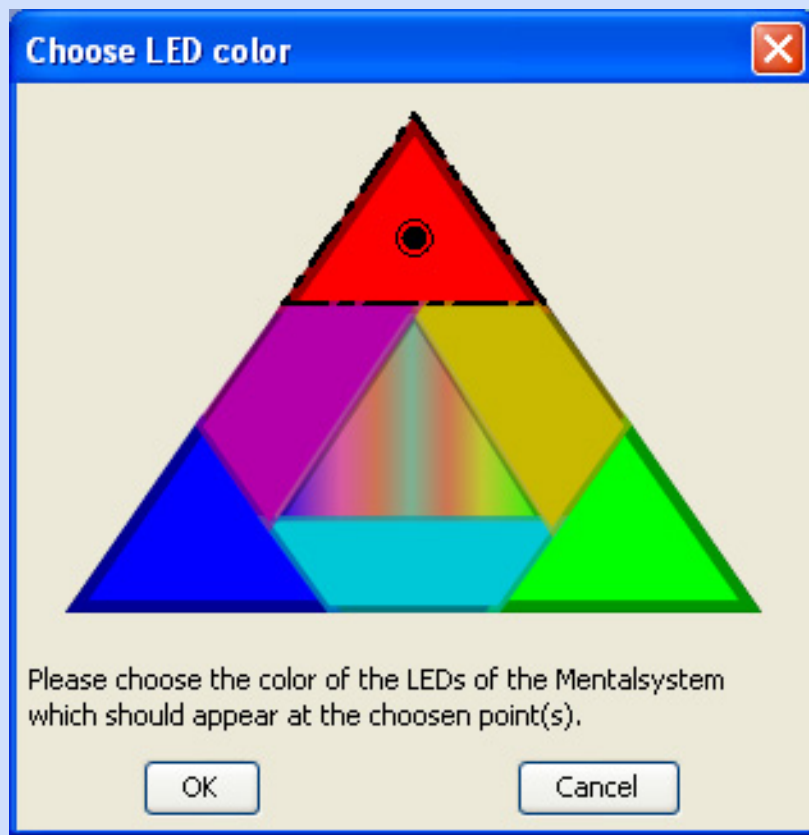 Choose LED color
Please choose the color of the LEDs of the Mentalsystem
which should appear at the choosen point(s).
OK
Cancel